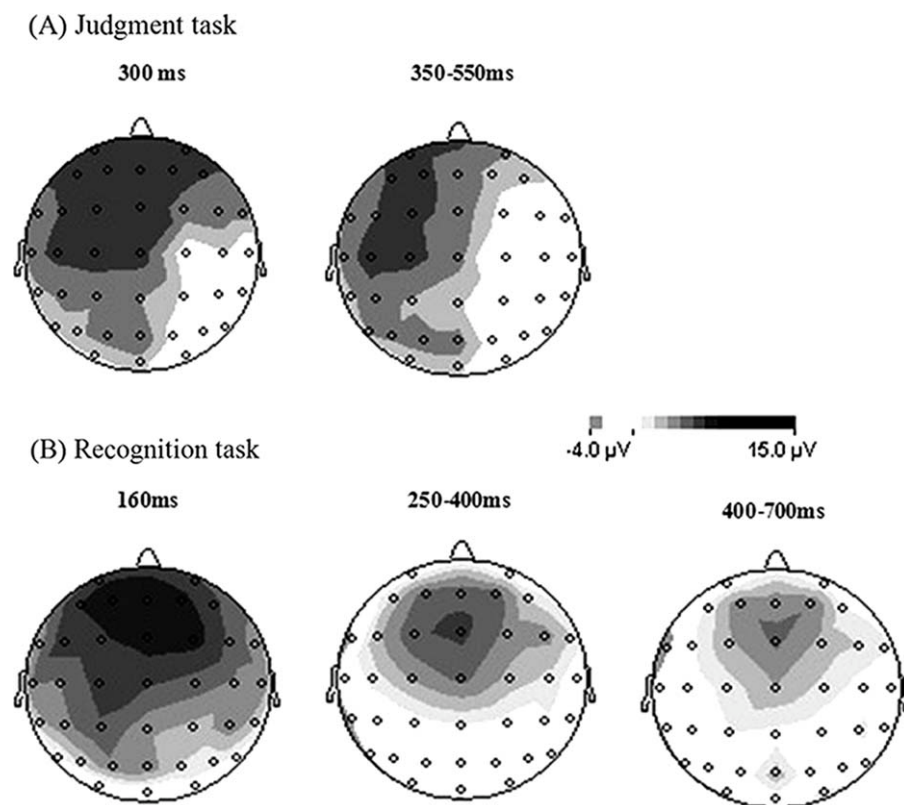 (A) Judgment task
300 ms 350-550ms
-4.0 µV 15.0 µV
(B) Recognition task
160ms 250-400ms 400-700ms